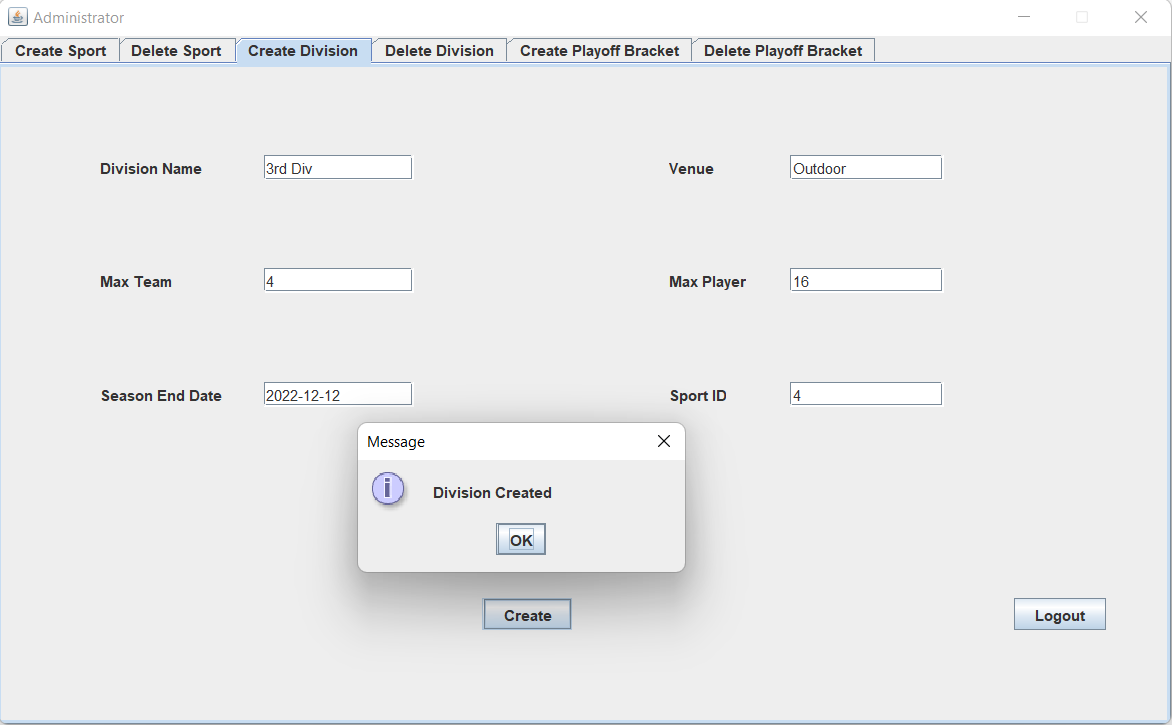 Administrator
Create Sport Delete Sport Create Division Delete Division Create Playoff Bracket Delete Playoff Bracket
Division Name 3rd Div Venue Outdoor
Max Team 4 Max Player 16
Season End Date 2022-12-12 Sport ID 4
Message
i Division Created
OK
Create Logout